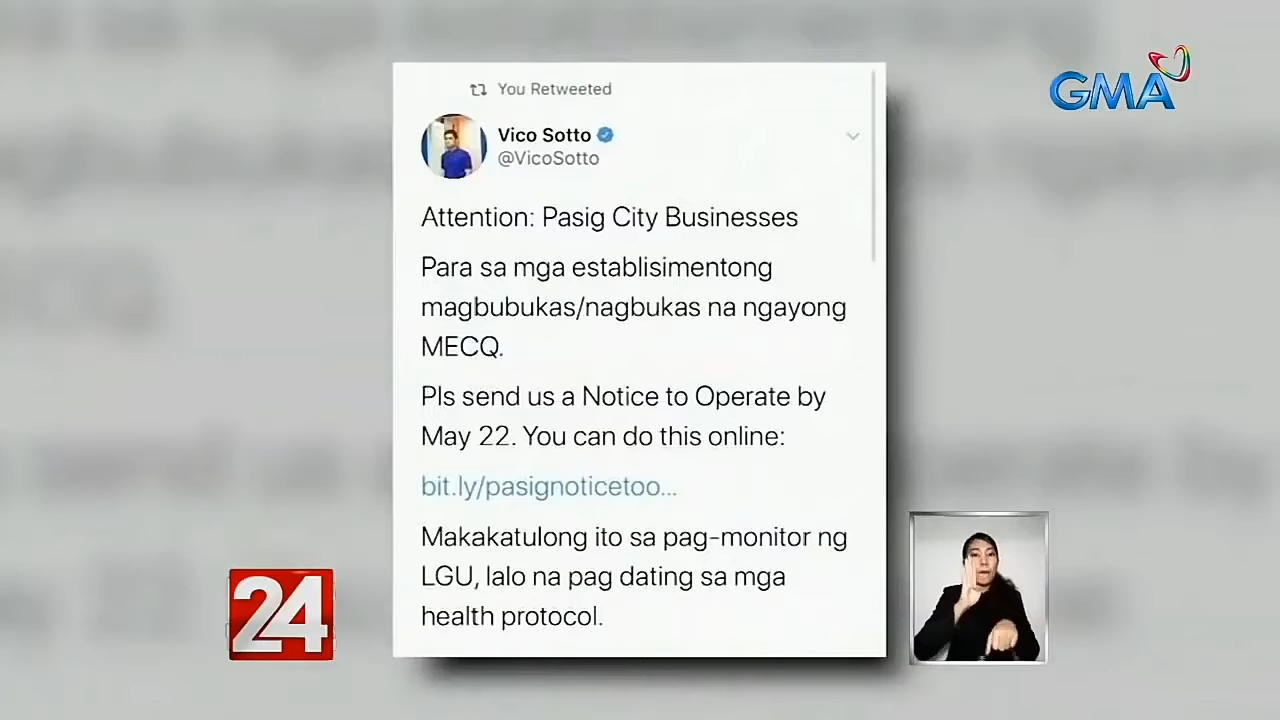 You Retweeted
GMA
Vico Sotto
@VicoSotto
Attention: Pasig City Businesses
Para sa mga establisimentong
magbubukas/nagbukas na ngayong
MECQ.
Pls send us a Notice to Operate by
May 22. You can do this online:
bit.ly/pasignoticetoo...
Makakatulong ito sa pag-monitor ng
LGU, lalo na pag dating sa mga
health protocol.
24